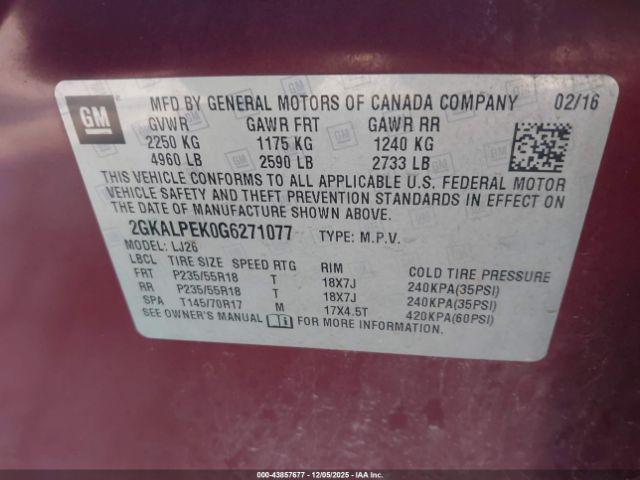 GM
MFD BY GENERAL MOTORS OF CANADA COMPANY 02/16
GVWR GAWR FRT GAWR RR
2250 KG 1175 KG 1240 KG
4960 LB 2590 LB 2733 LB
THIS VEHICLE CONFORMS TO ALL APPLICABLE U.S. FEDERAL MOTOR
VEHICLE SAFETY AND THEFT PREVENTION STANDARDS IN EFFECT ON THE
DATE OF MANUFACTURE SHOWN ABOVE.
2GKALPEK0G6271077 TYPE: M.P.V.
MODEL: LJ26
LBCL TIRE SIZE SPEED RTG RIM COLD TIRE PRESSURE
FRT P235/55R18 T 18X7J 240KPA(35PSI)
RR P235/55R18 T 18X7J 240KPA(35PSI)
SPA T145/70R17 M 17X4.5T 420KPA(60PSI)
SEE OWNER'S MANUAL FOR MORE INFORMATION.
000-43857677 - 12/05/2025 - IAAI.COM